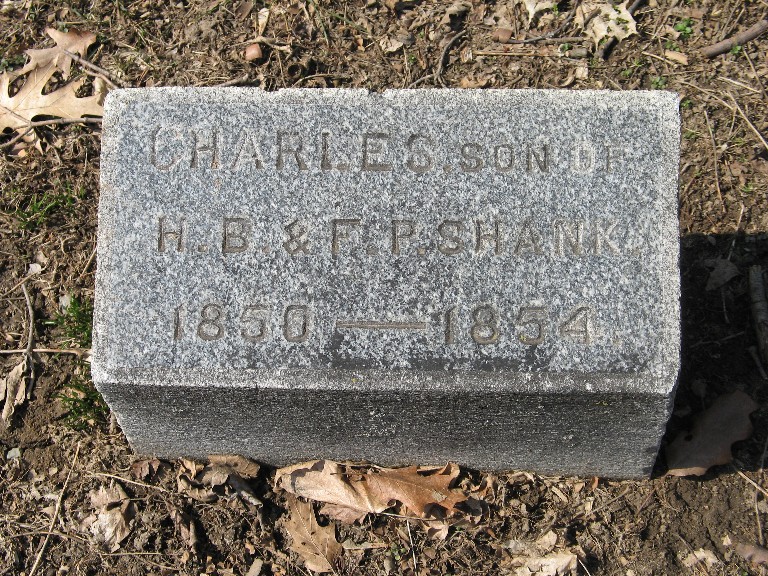 CHARLES, SON OF
H. B. & F. P. SHANK.
1850 — 1854.